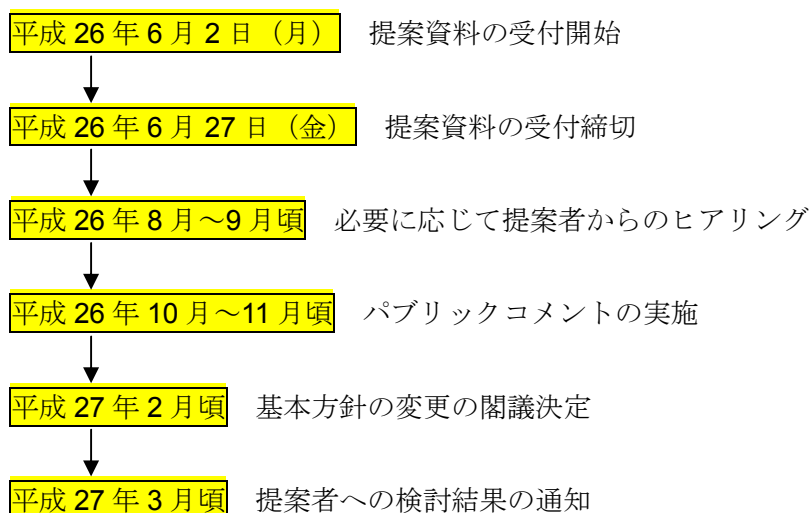 平成 26 年 6 月 2 日（月） 提案資料の受付開始
平成 26 年 6 月 27 日（金） 提案資料の受付締切
平成 26 年 8 月～9 月頃 必要に応じて提案者からのヒアリング
平成 26 年 10 月～11 月頃 パブリックコメントの実施
平成 27 年 2 月頃 基本方針の変更の閣議決定
平成 27 年 3 月頃 提案者への検討結果の通知